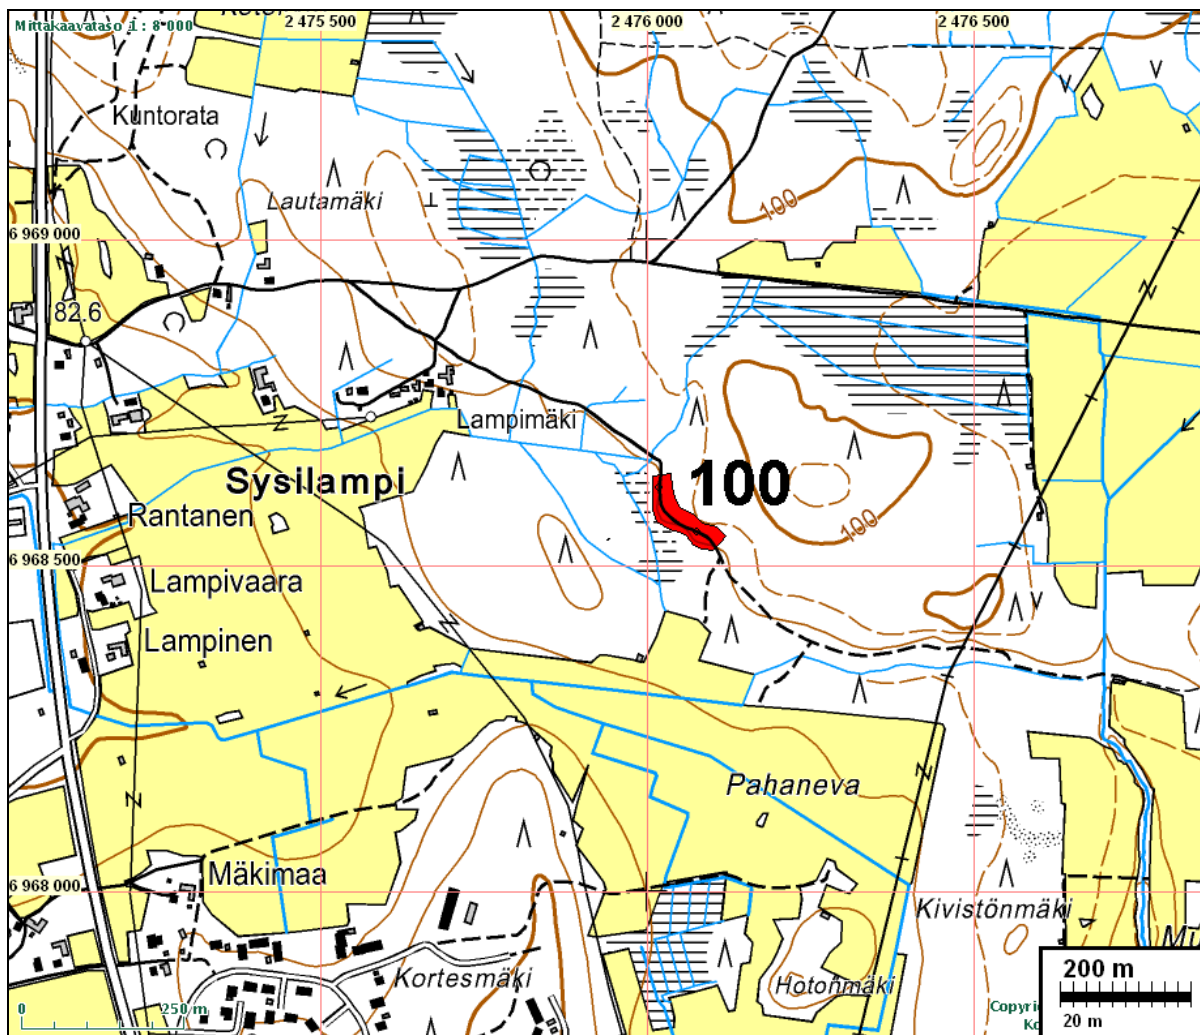 Mittakaavataso 1 : 8 000
2 475 500
2 476 000
2 476 500
Kuntorata
Lautamäki
100
6 969 000
82.6
Lampimäki
Sysilampi
100
Rantanen
100
6 968 500
Lampivaara
Lampinen
Pahaneva
Mäkimaa
6 968 000
Kivistönmäki
Kortesmäki
Hotonmäki
200 m
20 m
0
250 m